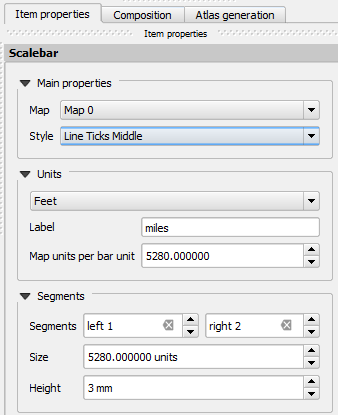 Item properties Composition Atlas generation
Item properties
Scalebar
Main properties
Map Map 0
Style Line Ticks Middle
Units
Feet
Label miles
Map units per bar unit 5280.000000
Segments
Segments left 1 right 2
Size 5280.000000 units
Height 3 mm